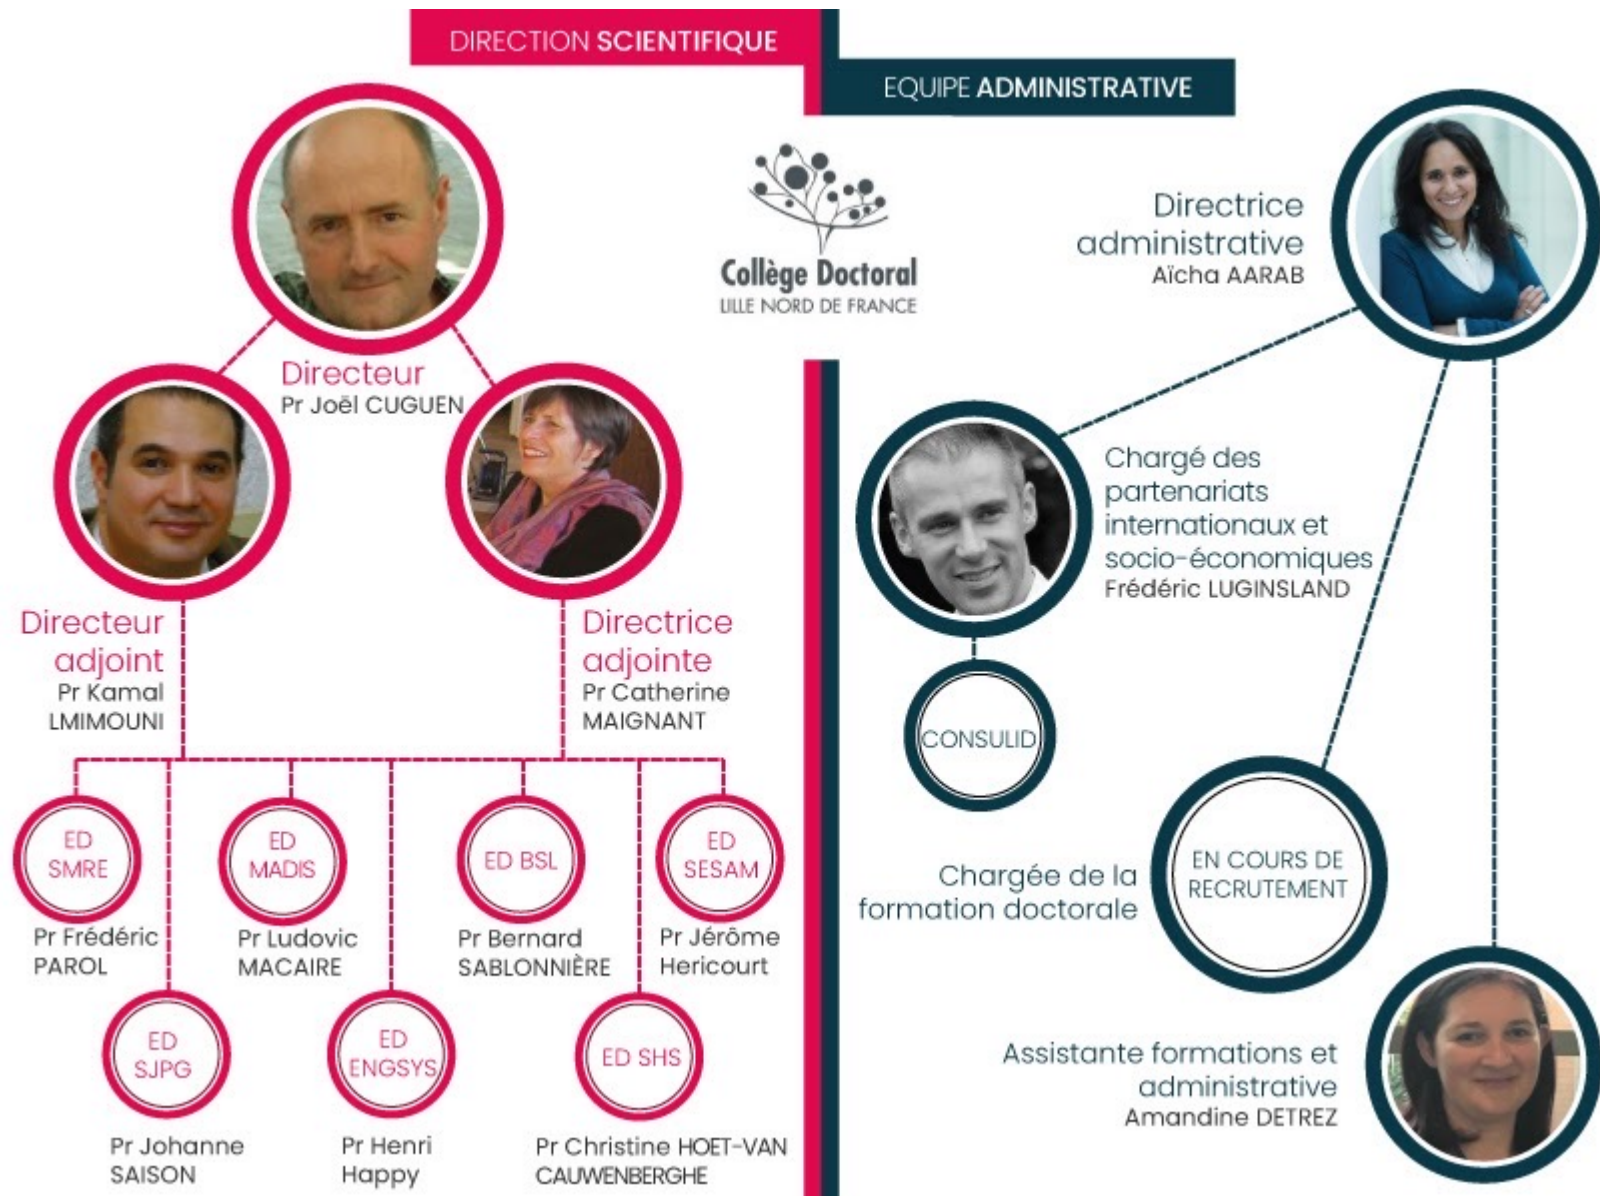 DIRECTION SCIENTIFIQUE
EQUIPE ADMINISTRATIVE
Collège Doctoral
LILLE NORD DE FRANCE
Directeur
Pr Joël CUGUEN
Directeur
adjoint
Pr Kamal
LMIMOUNI
Directrice
adjointe
Pr Catherine
MAIGNANT
ED
SMRE
Pr Frédéric
PAROL
ED
MADIS
Pr Ludovic
MACAIRE
ED BSL
Pr Bernard
SABLONNIÈRE
ED
SESAM
Pr Jérôme
Hericourt
ED
SJPG
Pr Johanne
SAISON
ED
ENGSYS
Pr Henri
Happy
ED SHS
Pr Christine HOET-VAN
CAUWENBERGHE
Directrice
administrative
Aïcha AARAB
Chargé des
partenariats
internationaux et
socio-économiques
Frédéric LUGINSLAND
CONSULID
Chargée de la
formation doctorale
EN COURS DE
RECRUTEMENT
Assistante formations et
administrative
Amandine DETREZ